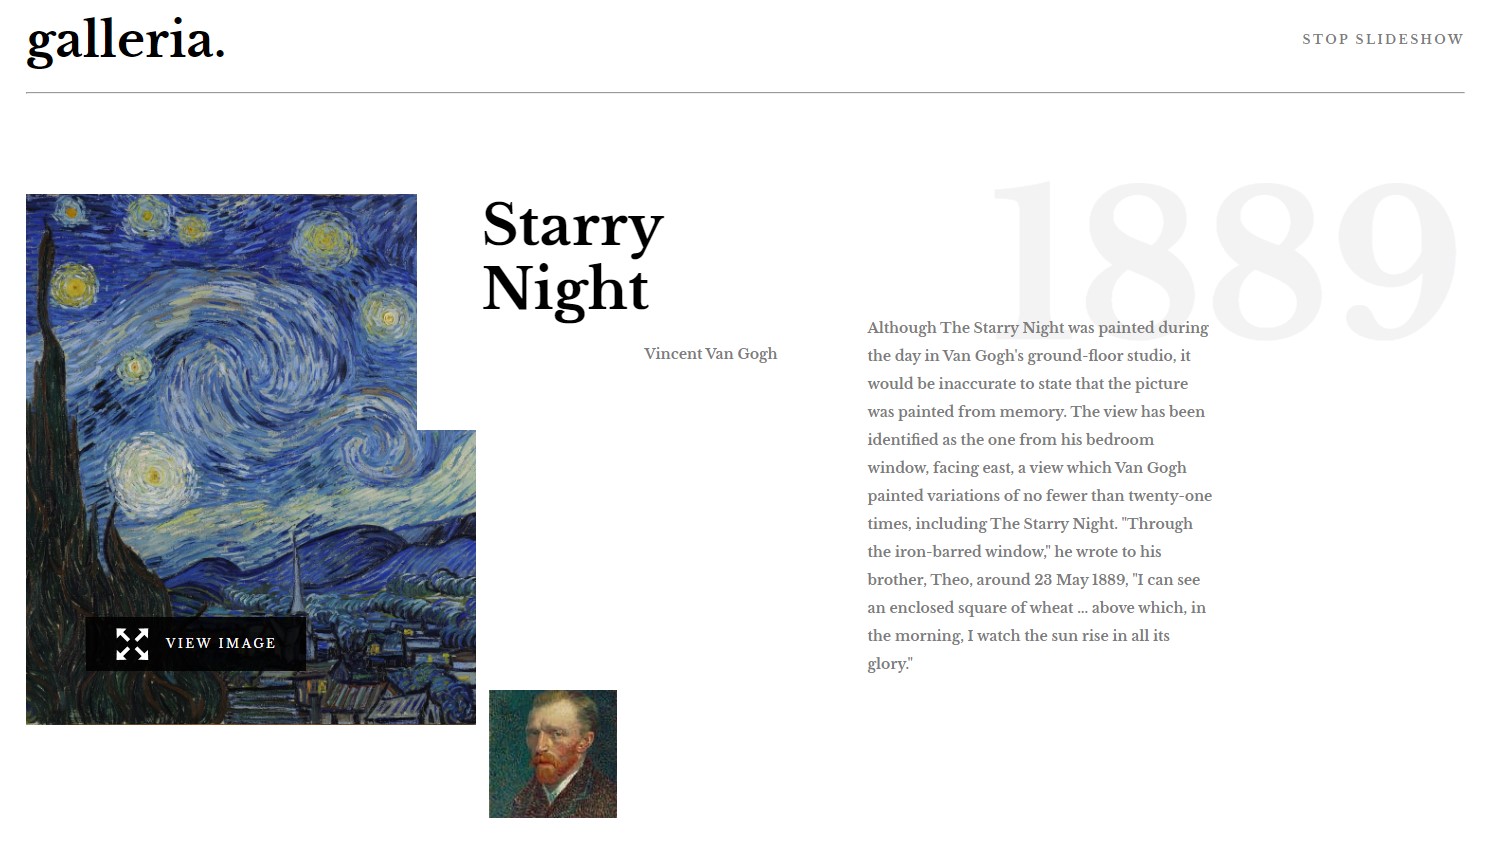 galleria.
STOP SLIDESHOW
Starry
Night
Vincent Van Gogh
1889
Although The Starry Night was painted during
the day in Van Gogh's ground-floor studio, it
would be inaccurate to state that the picture
was painted from memory. The view has been
identified as the one from his bedroom
window, facing east, a view which Van Gogh
painted variations of no fewer than twenty-one
times, including The Starry Night. "Through
the iron-barred window," he wrote to his
brother, Theo, around 23 May 1889, "I can see
an enclosed square of wheat ... above which, in
the morning, I watch the sun rise in all its
glory."
VIEW IMAGE